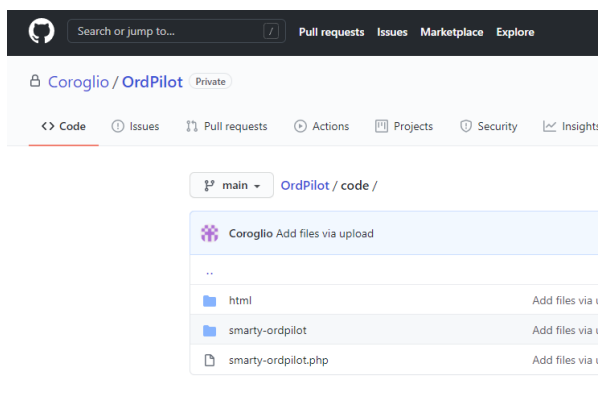 Search or jump to... / Pull requests Issues Marketplace Explore
Coroglio / OrdPilot Private
<> Code Issues Pull requests Actions Projects Security Insights
main OrdPilot / code /
Coroglio Add files via upload
..
html Add files via
smarty-ordpilot Add files via
smarty-ordpilot.php Add files via